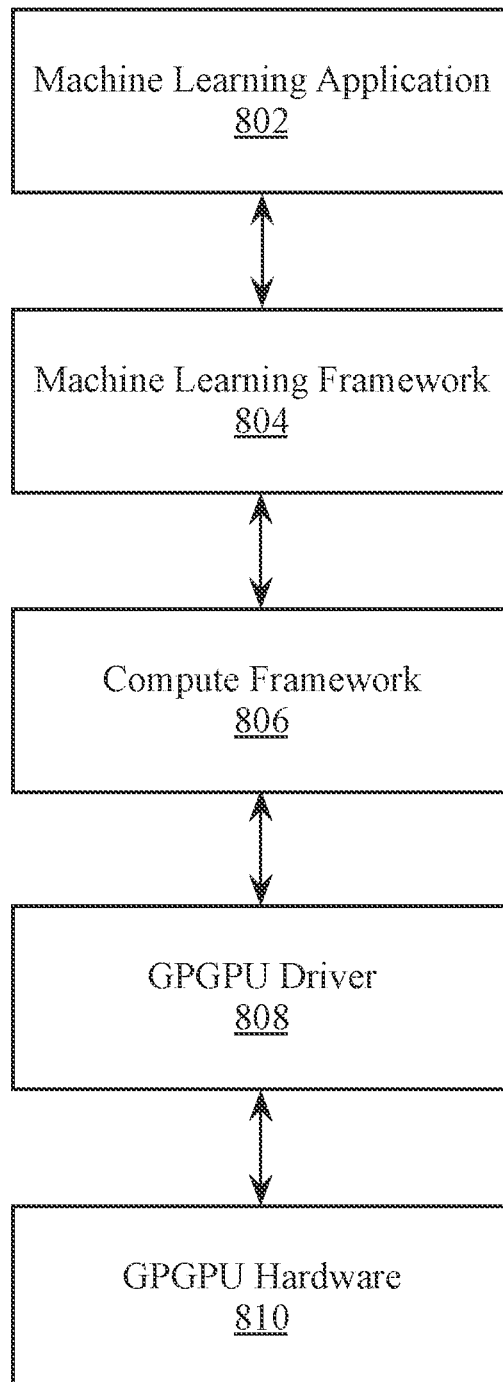 Machine Learning Application
802
Machine Learning Framework
804
Compute Framework
806
GPGPU Driver
808
GPGPU Hardware
810